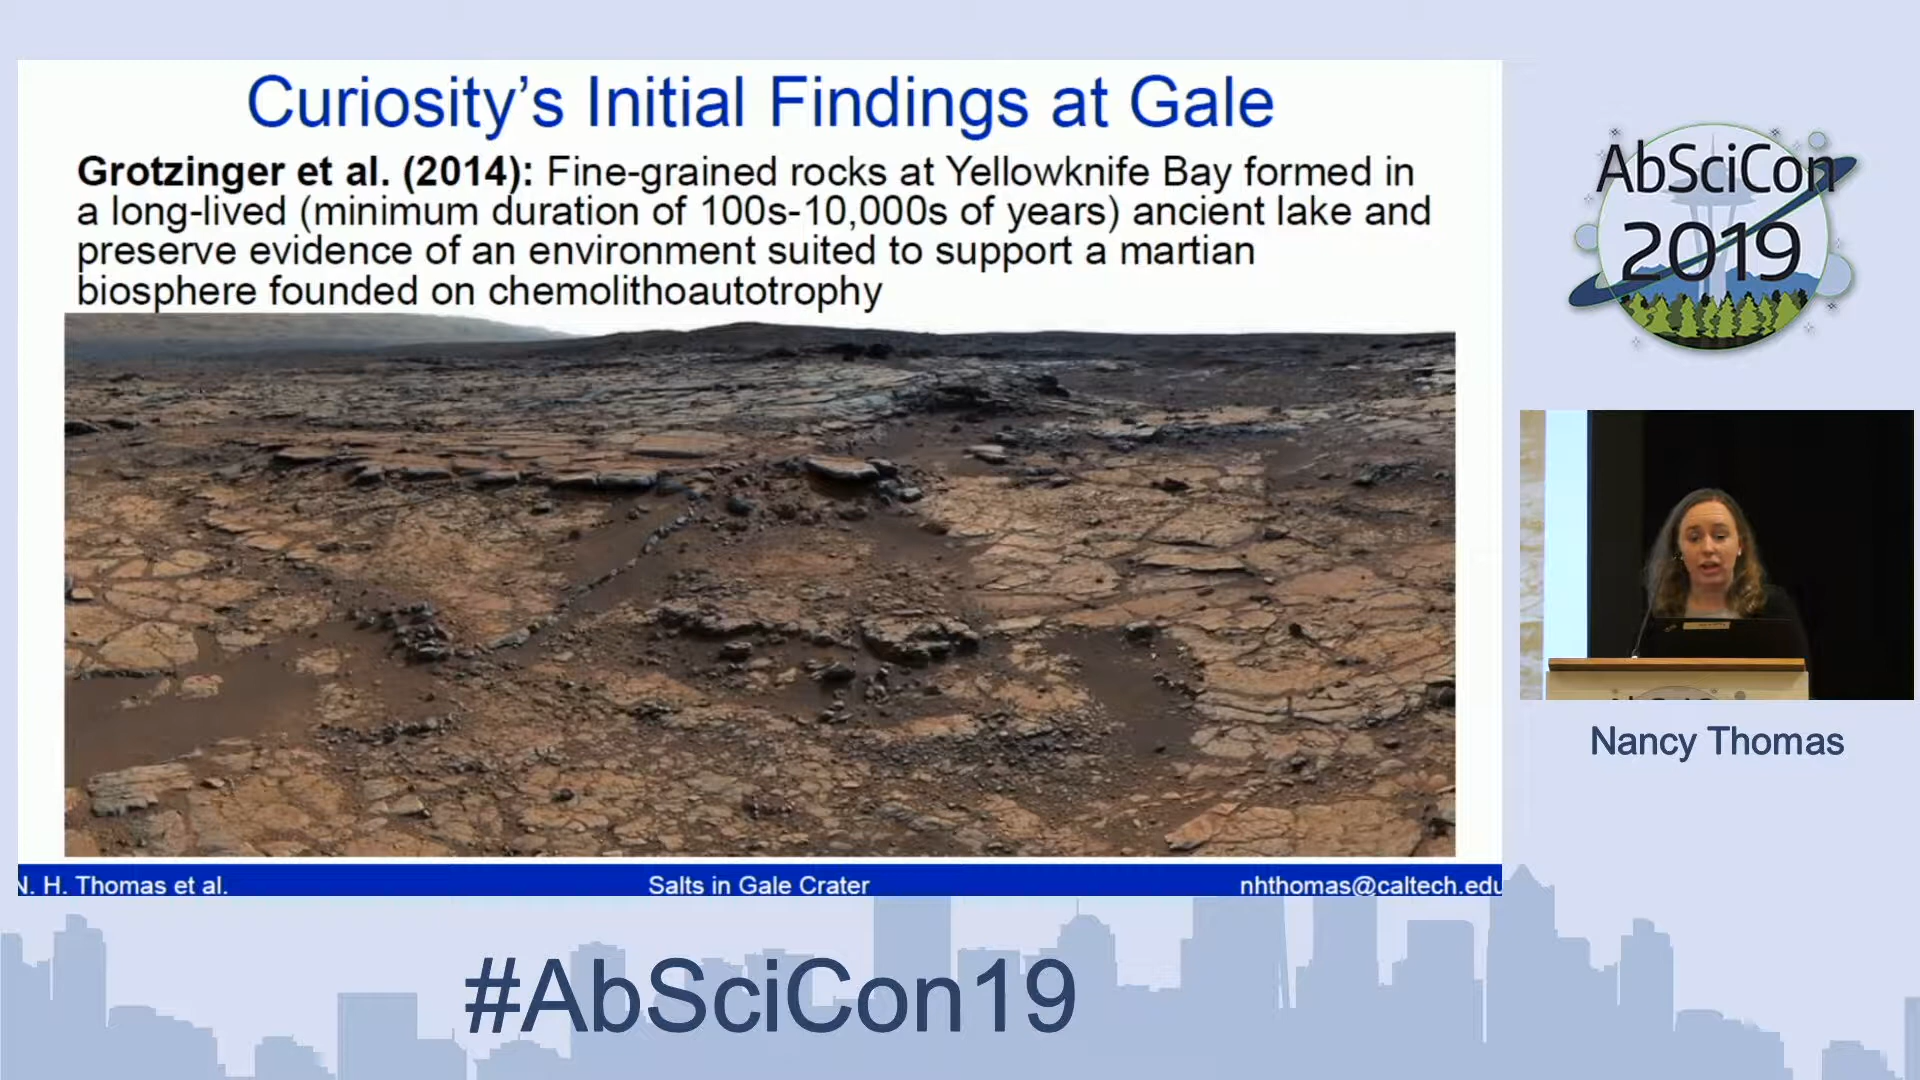 Curiosity’s Initial Findings at Gale
Grotzinger et al. (2014): Fine-grained rocks at Yellowknife Bay formed in
a long-lived (minimum duration of 100s-10,000s of years) ancient lake and
preserve evidence of an environment suited to support a martian
biosphere founded on chemolithoautotrophy
N. H. Thomas et al.
Salts in Gale Crater
nhthomas@caltech.edu
AbSciCon
2019
Nancy Thomas
#AbSciCon19